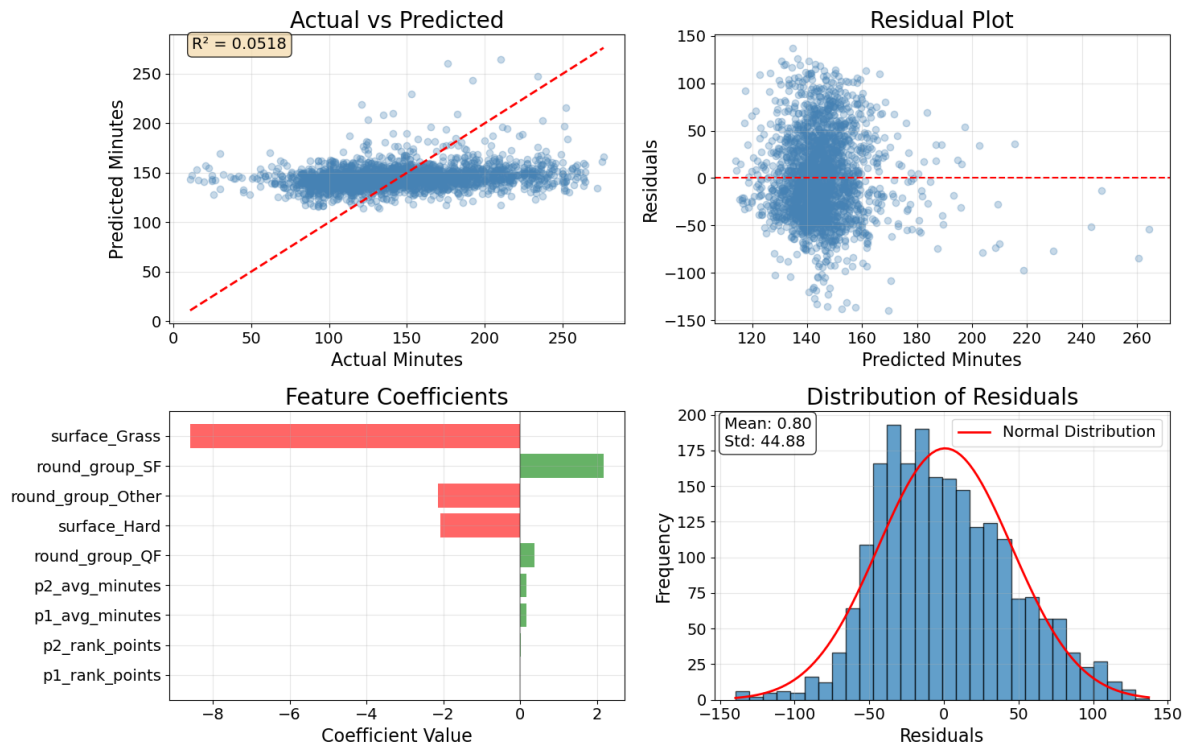 Actual vs Predicted
R² = 0.0518
Predicted Minutes
250
200
150
100
50
0
0 50 100 150 200 250
Actual Minutes
Residual Plot
Residuals
150
100
50
0
−50
−100
−150
120 140 160 180 200 220 240 260
Predicted Minutes
Feature Coefficients
surface_Grass
round_group_SF
round_group_Other
surface_Hard
round_group_QF
p2_avg_minutes
p1_avg_minutes
p2_rank_points
p1_rank_points
−8 −6 −4 −2 0 2
Coefficient Value
Distribution of Residuals
Mean: 0.80
Std: 44.88
Normal Distribution
Frequency
200
175
150
125
100
75
50
25
0
−150 −100 −50 0 50 100 150
Residuals